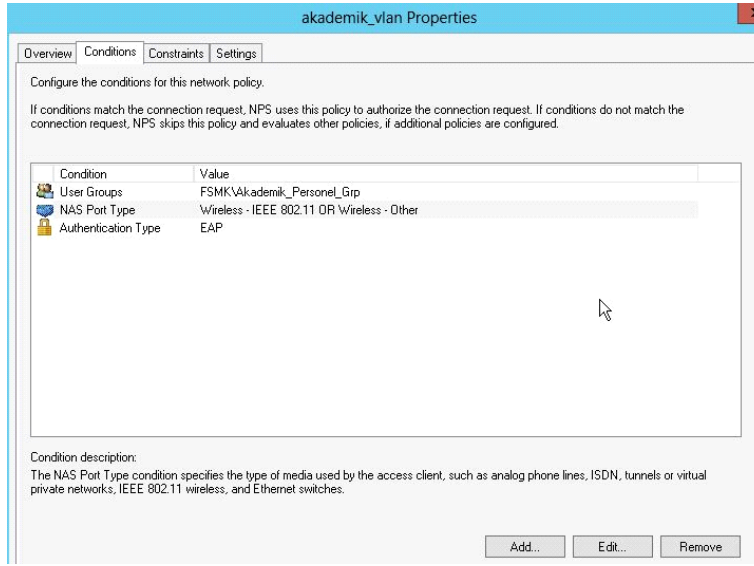 akademik_vlan Properties
Overview Conditions Constraints Settings
Configure the conditions for this network policy.
If conditions match the connection request, NPS uses this policy to authorize the connection request. If conditions do not match the
connection request, NPS skips this policy and evaluates other policies, if additional policies are configured.
Condition Value
User Groups FSMK\Akademik_Personel_Grp
NAS Port Type Wireless - IEEE 802.11 OR Wireless - Other
Authentication Type EAP
Condition description:
The NAS Port Type condition specifies the type of media used by the access client, such as analog phone lines, ISDN, tunnels or virtual
private networks, IEEE 802.11 wireless, and Ethernet switches.
Add... Edit... Remove